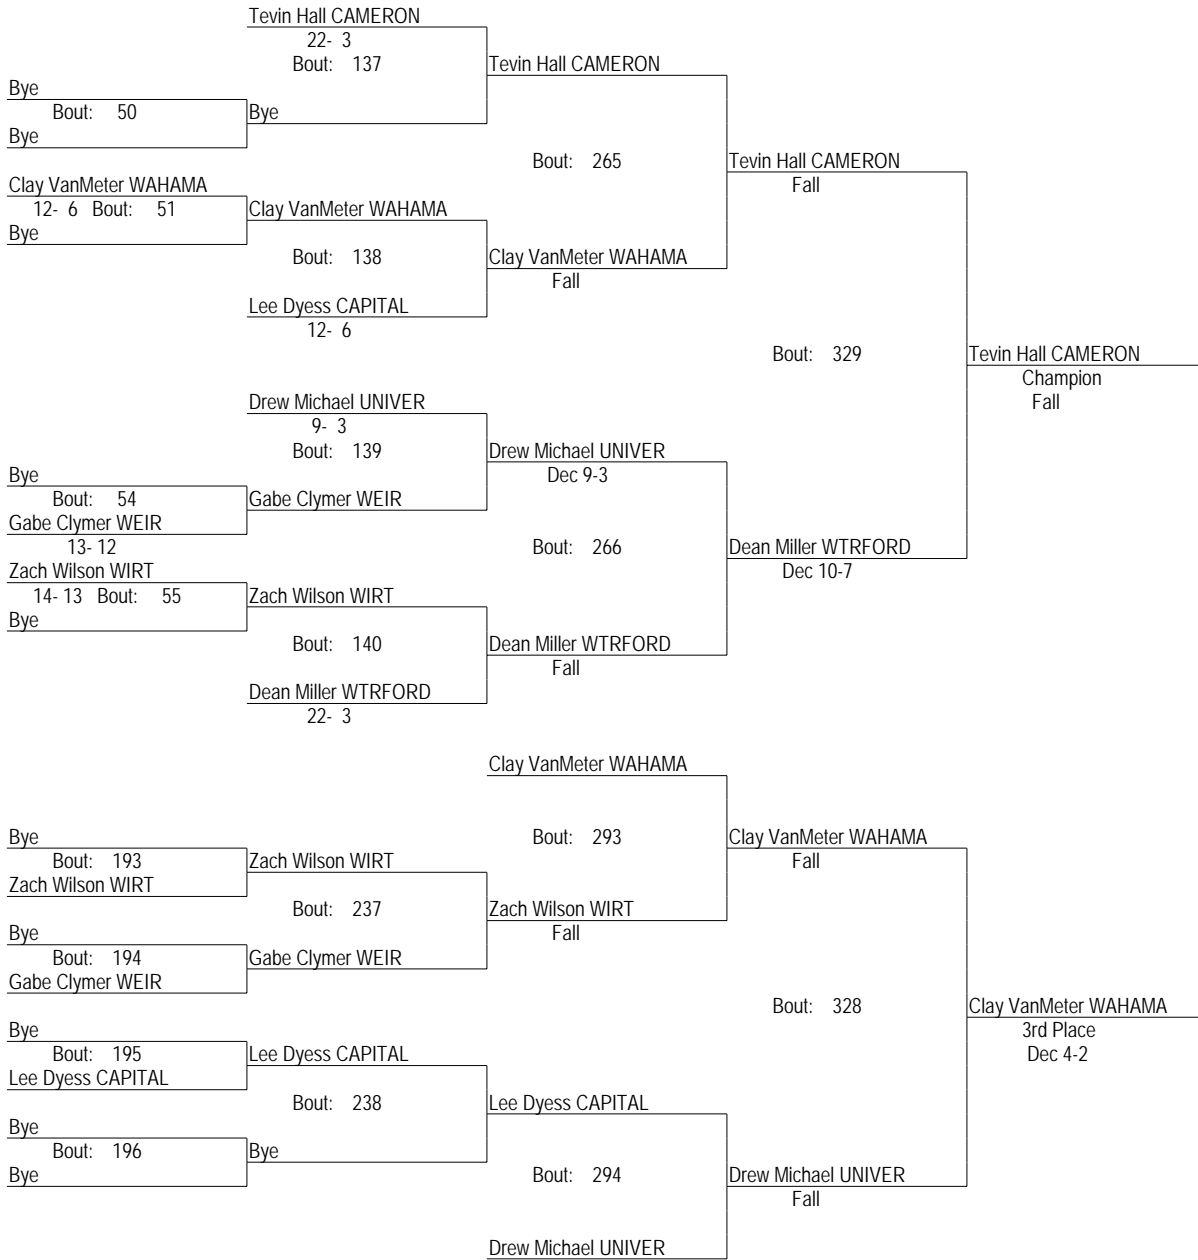 Tevin Hall CAMERON
22- 3
Bout: 137
Tevin Hall CAMERON
Bye
Bout: 50
Bye
Bye
Bout: 265
Tevin Hall CAMERON
Fall
Clay VanMeter WAHAMA
12- 6 Bout: 51
Clay VanMeter WAHAMA
Bye
Bout: 138
Clay VanMeter WAHAMA
Fall
Lee Dyess CAPITAL
12- 6
Bout: 329
Tevin Hall CAMERON
Champion
Fall
Drew Michael UNIVER
9- 3
Bout: 139
Drew Michael UNIVER
Dec 9-3
Bye
Bout: 54
Gabe Clymer WEIR
Gabe Clymer WEIR
13- 12
Bout: 266
Dean Miller WTRFORD
Dec 10-7
Zach Wilson WIRT
14- 13 Bout: 55
Zach Wilson WIRT
Bye
Bout: 140
Dean Miller WTRFORD
Fall
Dean Miller WTRFORD
22- 3
Clay VanMeter WAHAMA
Bout: 293
Clay VanMeter WAHAMA
Fall
Bye
Bout: 193
Zach Wilson WIRT
Zach Wilson WIRT
Bout: 237
Zach Wilson WIRT
Fall
Bye
Bout: 194
Gabe Clymer WEIR
Gabe Clymer WEIR
Bout: 328
Clay VanMeter WAHAMA
3rd Place
Dec 4-2
Bye
Bout: 195
Lee Dyess CAPITAL
Lee Dyess CAPITAL
Bout: 238
Lee Dyess CAPITAL
Bye
Bout: 196
Bye
Bye
Bout: 294
Drew Michael UNIVER
Fall
Drew Michael UNIVER